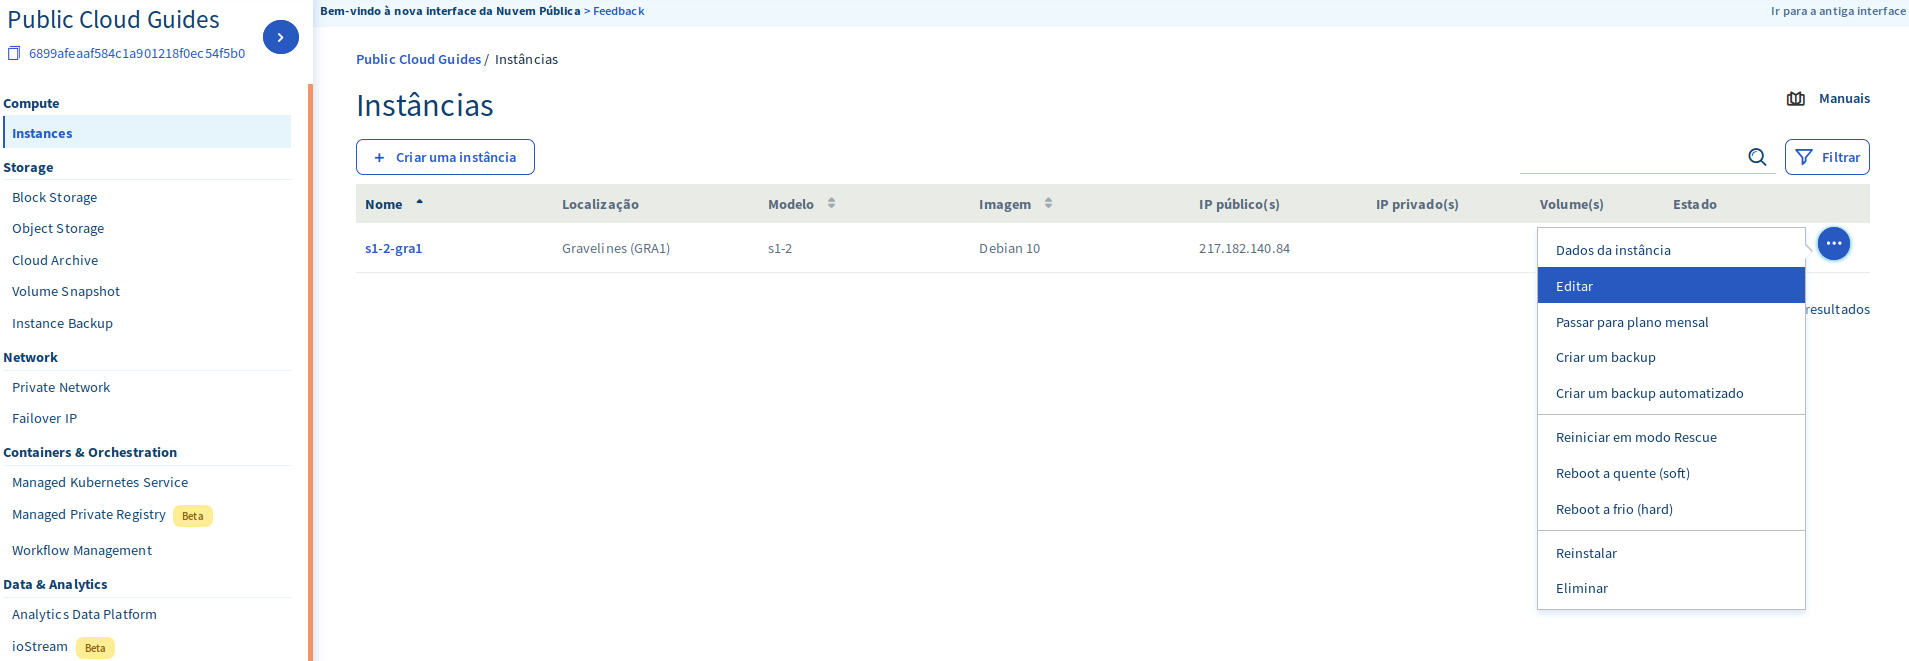 Public Cloud Guides
6899afeaaf584c1a901218f0ec54f5b0
Compute
Instances
Storage
Block Storage
Object Storage
Cloud Archive
Volume Snapshot
Instance Backup
Network
Private Network
Failover IP
Containers & Orchestration
Managed Kubernetes Service
Managed Private Registry Beta
Workflow Management
Data & Analytics
Analytics Data Platform
ioStream Beta
Bem-vindo à nova interface da Nuvem Pública > Feedback
Ir para a antiga interface
Public Cloud Guides / Instâncias
Instâncias
Manuais
+ Criar uma instância
Filtrar
Nome Localização Modelo Imagem IP público(s) IP privado(s) Volume(s) Estado
s1-2-gra1 Gravelines (GRA1) s1-2 Debian 10 217.182.140.84
resultados
Dados da instância
Editar
Passar para plano mensal
Criar um backup
Criar um backup automatizado
Reiniciar em modo Rescue
Reboot a quente (soft)
Reboot a frio (hard)
Reinstalar
Eliminar